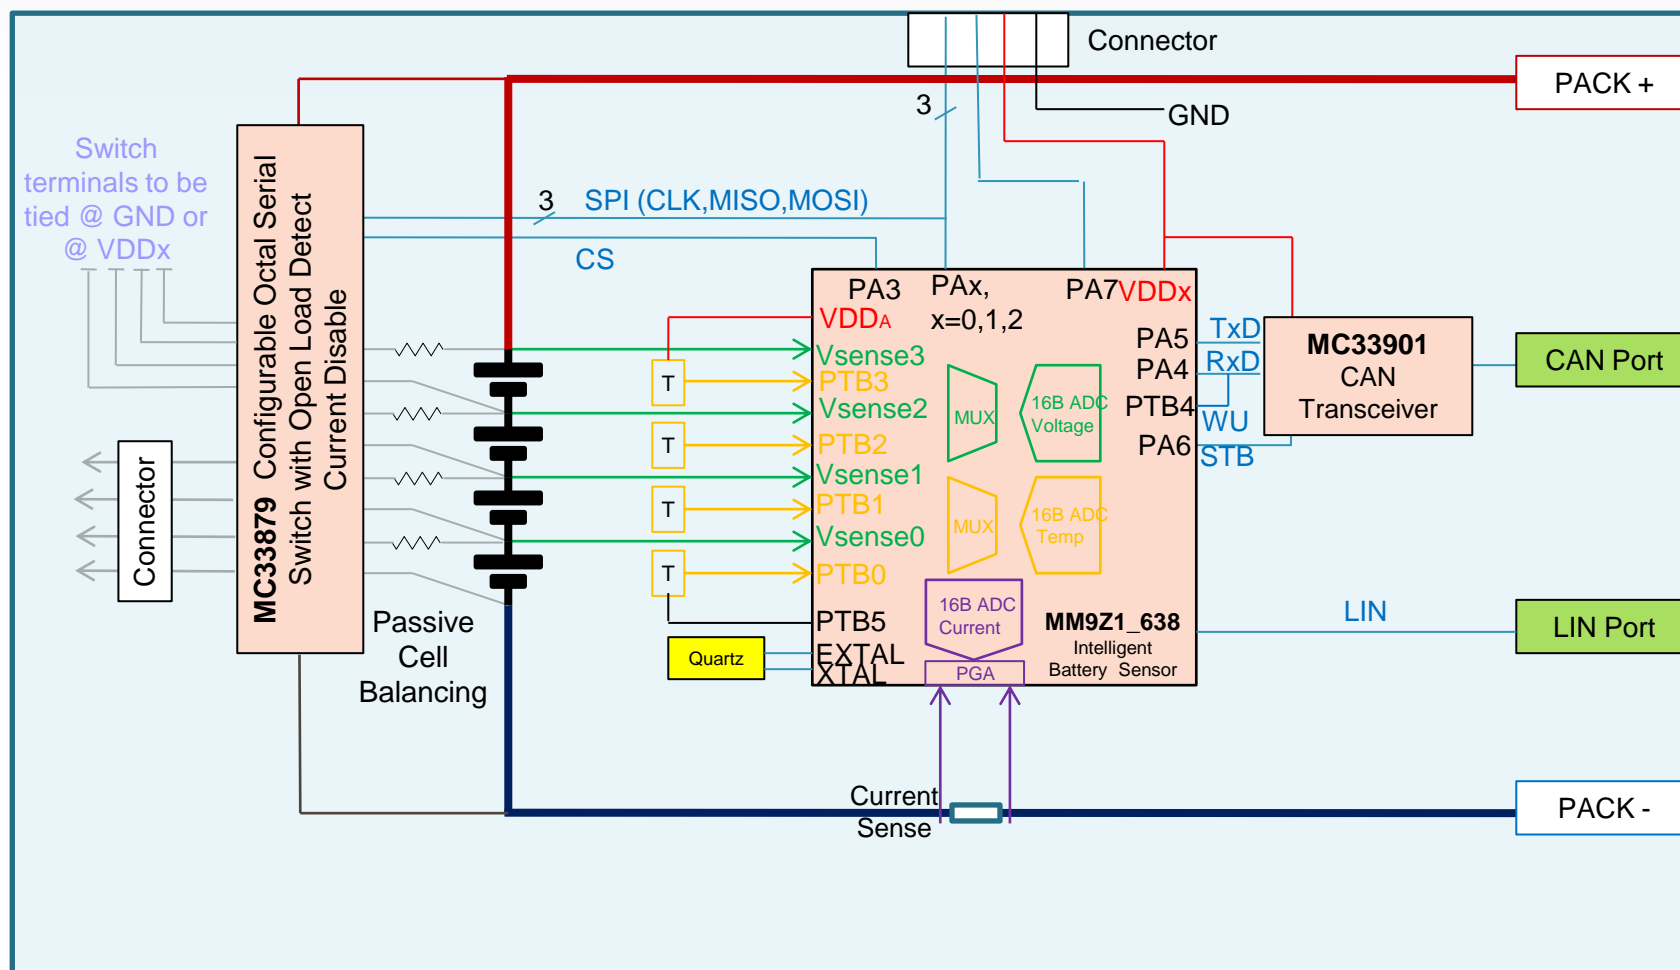 Connector
PACK +
3
GND
Switch
terminals to be
tied @ GND or
@ VDDx
MC33879 Configurable Octal Serial
Switch with Open Load Detect
Current Disable
3
SPI (CLK,MISO,MOSI)
CS
PA3
PAx,
x=0,1,2
PA7
VDDx
VDDA
Vsense3
PTB3
Vsense2
PTB2
Vsense1
PTB1
Vsense0
PTB0
PTB5
EXTAL
XTAL
T
T
T
T
MUX
16B ADC
Voltage
MUX
16B ADC
Temp
16B ADC
Current
PGA
MM9Z1_638
Intelligent
Battery Sensor
PA5
PA4
PTB4
PA6
TxD
RxD
WU
STB
MC33901
CAN
Transceiver
CAN Port
LIN
LIN Port
Connector
Passive
Cell
Balancing
Quartz
Current
Sense
PACK -